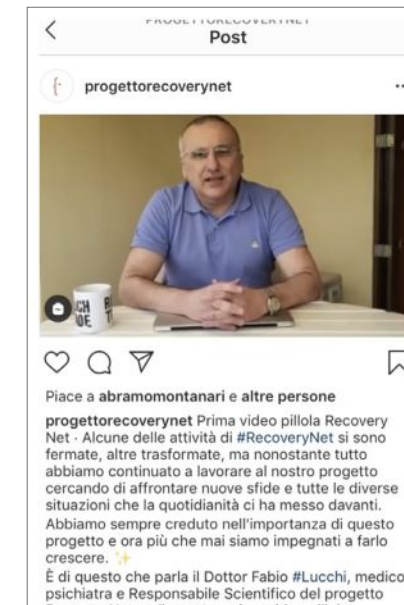 PROGETTORECOVERYNET
Post
progettorecoverynet
Piace a abramomontanari e altre persone
progettorecoverynet Prima video pillola Recovery
Net · Alcune delle attività di #RecoveryNet si sono
fermate, altre trasformate, ma nonostante tutto
abbiamo continuato a lavorare al nostro progetto
cercando di affrontare nuove sfide e tutte le diverse
situazioni che la quotidianità ci ha messo davanti.
Abbiamo sempre creduto nell'importanza di questo
progetto e ora più che mai siamo impegnati a farlo
crescere. ✨
È di questo che parla il Dottor Fabio #Lucchi, medico
psichiatra e Responsabile Scientifico del progetto